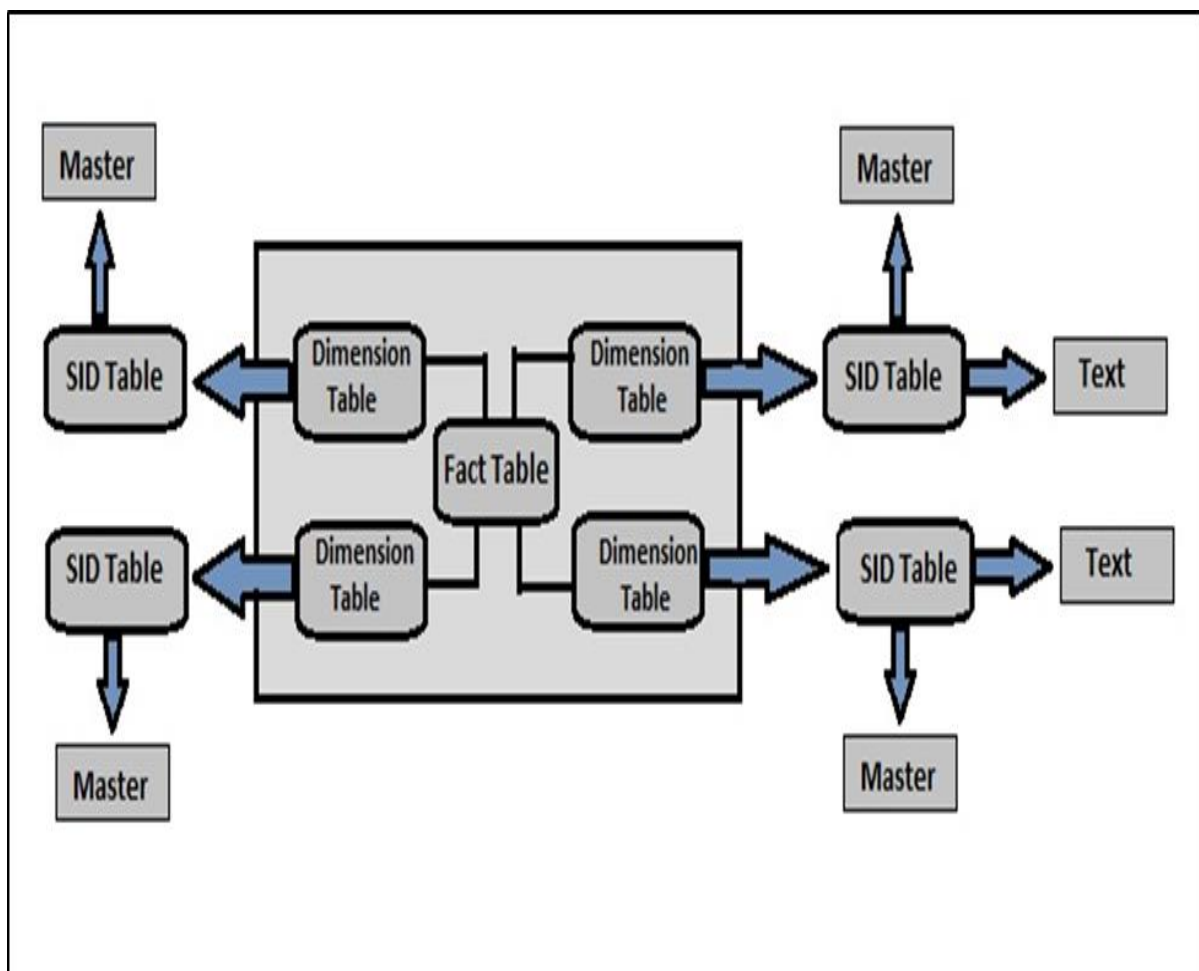 Master
Master
SID Table
Dimension
Table
Dimension
Table
SID Table
Text
Fact Table
SID Table
Dimension
Table
Dimension
Table
SID Table
Text
Master
Master